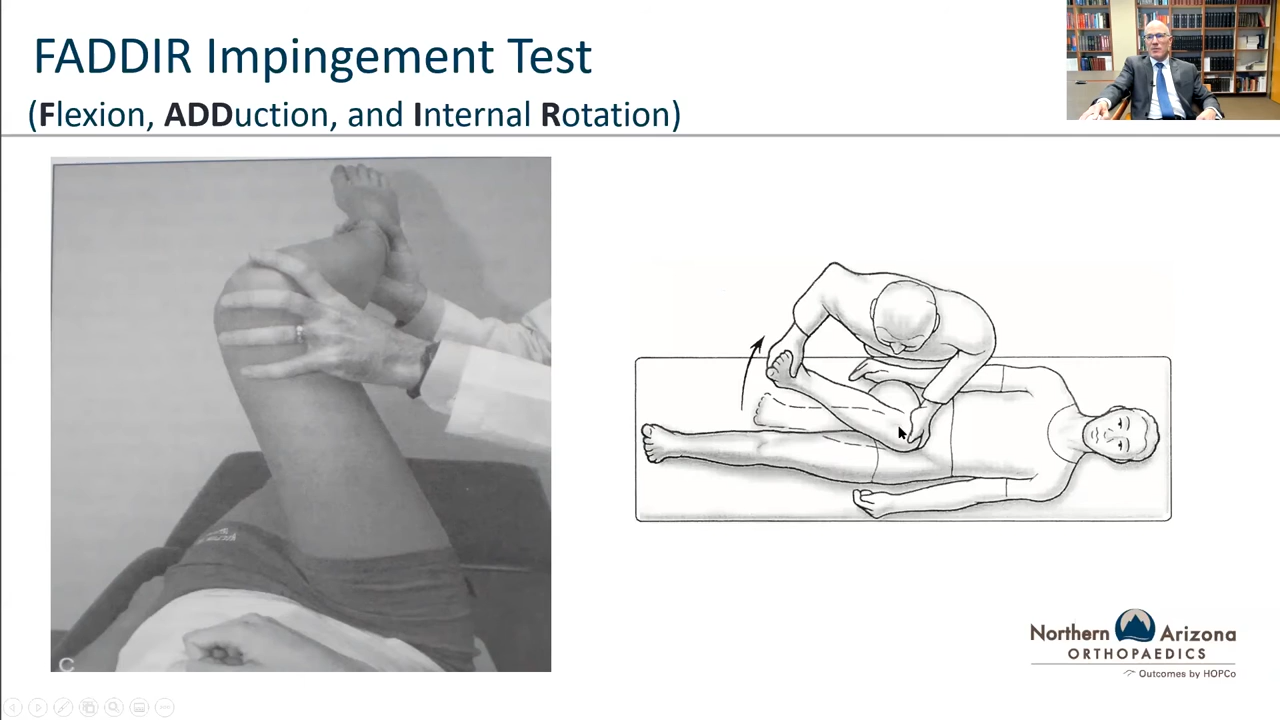 FADDIR Impingement Test
(Flexion, ADDuction, and Internal Rotation)
C
Northern Arizona
ORTHOPAEDICS
Outcomes by HOPCo